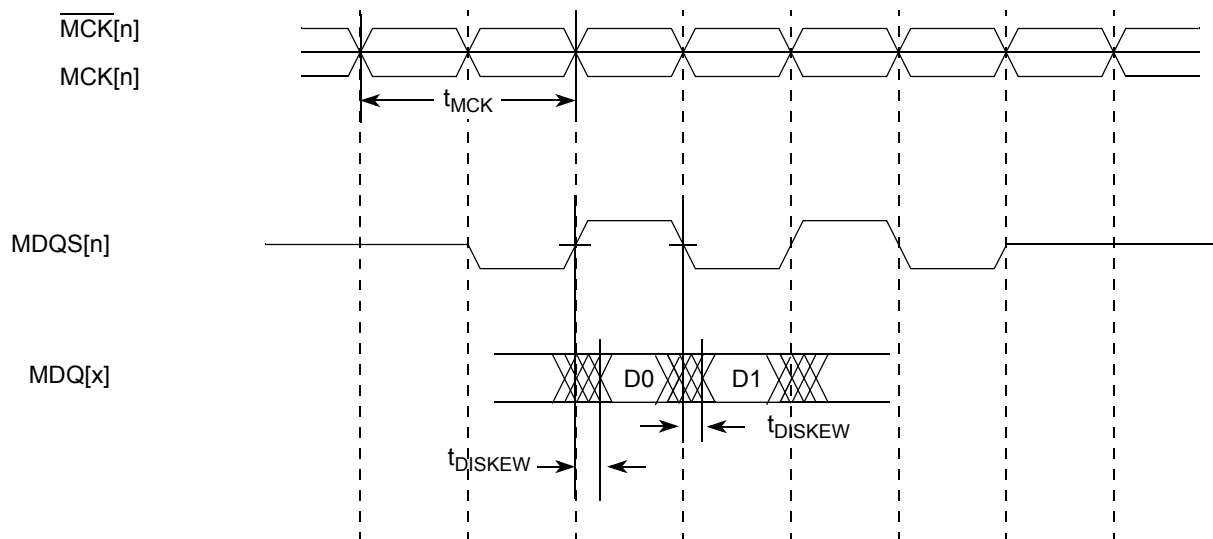 MCK[n]
MCK[n]
tMCK
MDQS[n]
MDQ[x]
D0
D1
tDISKEW
tDISKEW